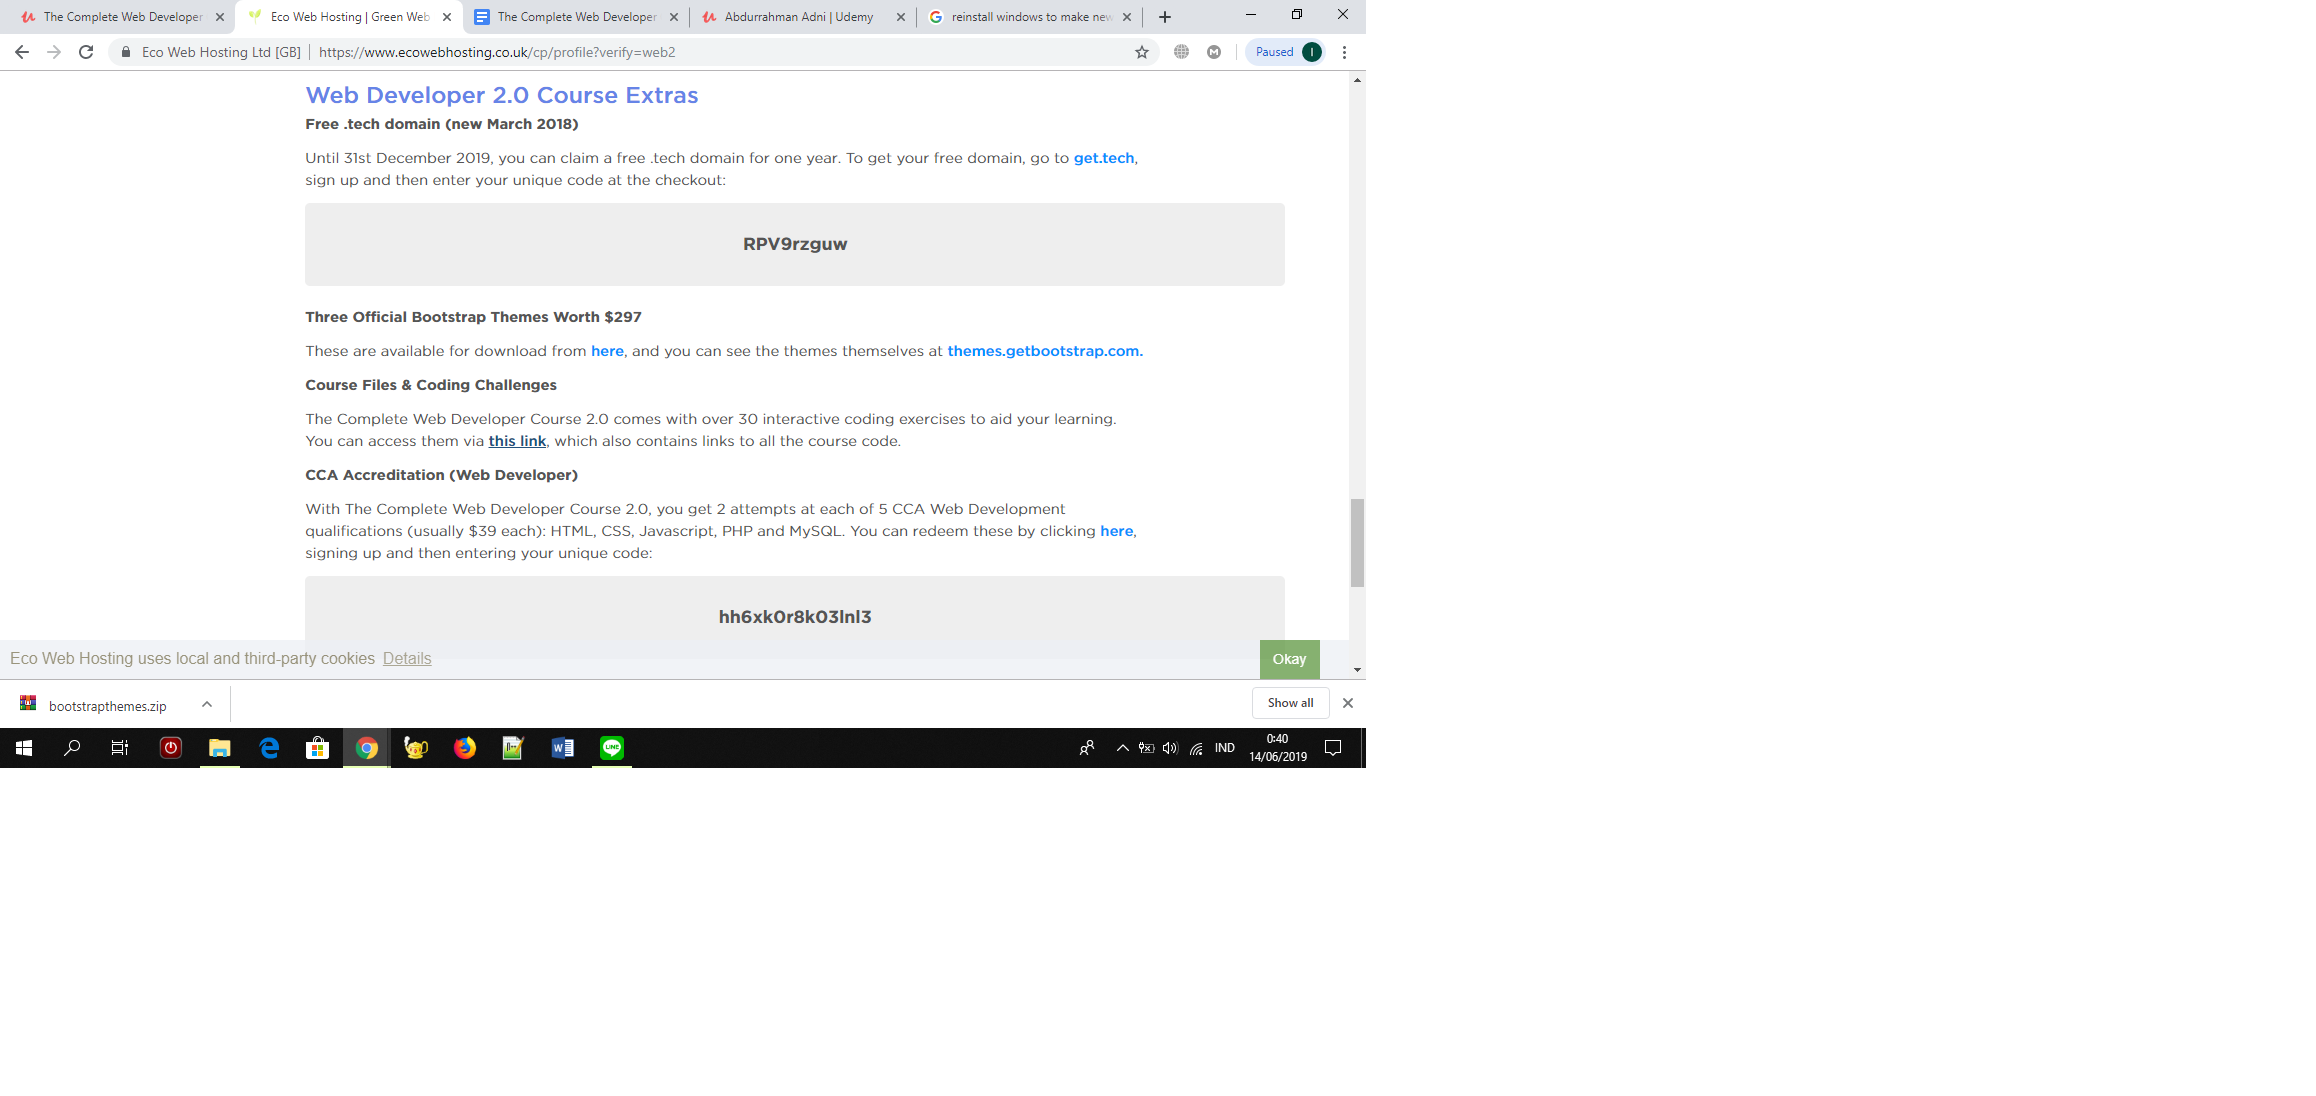 The Complete Web Developer
Eco Web Hosting | Green Web
The Complete Web Developer
Abdurrahman Adni | Udemy
reinstall windows to make new
Eco Web Hosting Ltd [GB] | https://www.ecowebhosting.co.uk/cp/profile?verify=web2
Paused I
Web Developer 2.0 Course Extras
Free .tech domain (new March 2018)
Until 31st December 2019, you can claim a free .tech domain for one year. To get your free domain, go to get.tech,
sign up and then enter your unique code at the checkout:
RPV9rzguw
Three Official Bootstrap Themes Worth $297
These are available for download from here, and you can see the themes themselves at themes.getbootstrap.com.
Course Files & Coding Challenges
The Complete Web Developer Course 2.0 comes with over 30 interactive coding exercises to aid your learning.
You can access them via this link, which also contains links to all the course code.
CCA Accreditation (Web Developer)
With The Complete Web Developer Course 2.0, you get 2 attempts at each of 5 CCA Web Development
qualifications (usually $39 each): HTML, CSS, Javascript, PHP and MySQL. You can redeem these by clicking here,
signing up and then entering your unique code:
hh6xk0r8k03lnl3
Eco Web Hosting uses local and third-party cookies Details
Okay
bootstrapthemes.zip
Show all
IND
0:40
14/06/2019